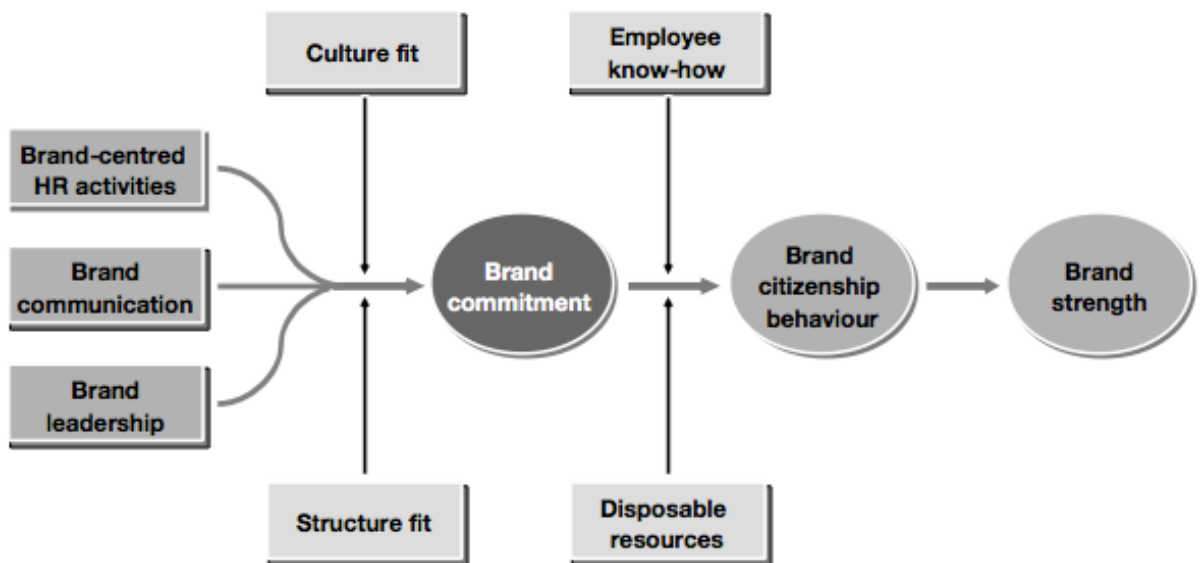 Culture fit
Employee
know-how
Brand-centred
HR activities
Brand
communication
Brand
leadership
Brand
commitment
Brand
citizenship
behaviour
Brand
strength
Structure fit
Disposable
resources